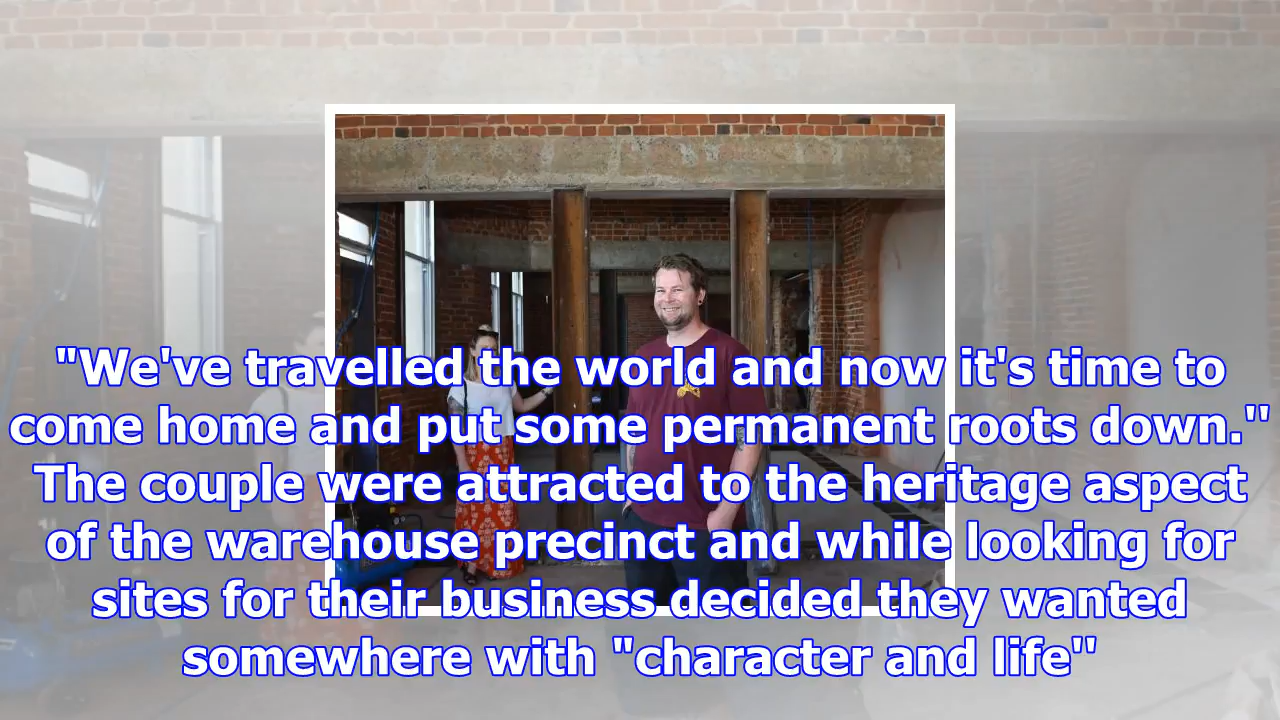 "We've travelled the world and now it's time to
come home and put some permanent roots down.''
The couple were attracted to the heritage aspect
of the warehouse precinct and while looking for
sites for their business decided they wanted
somewhere with "character and life''